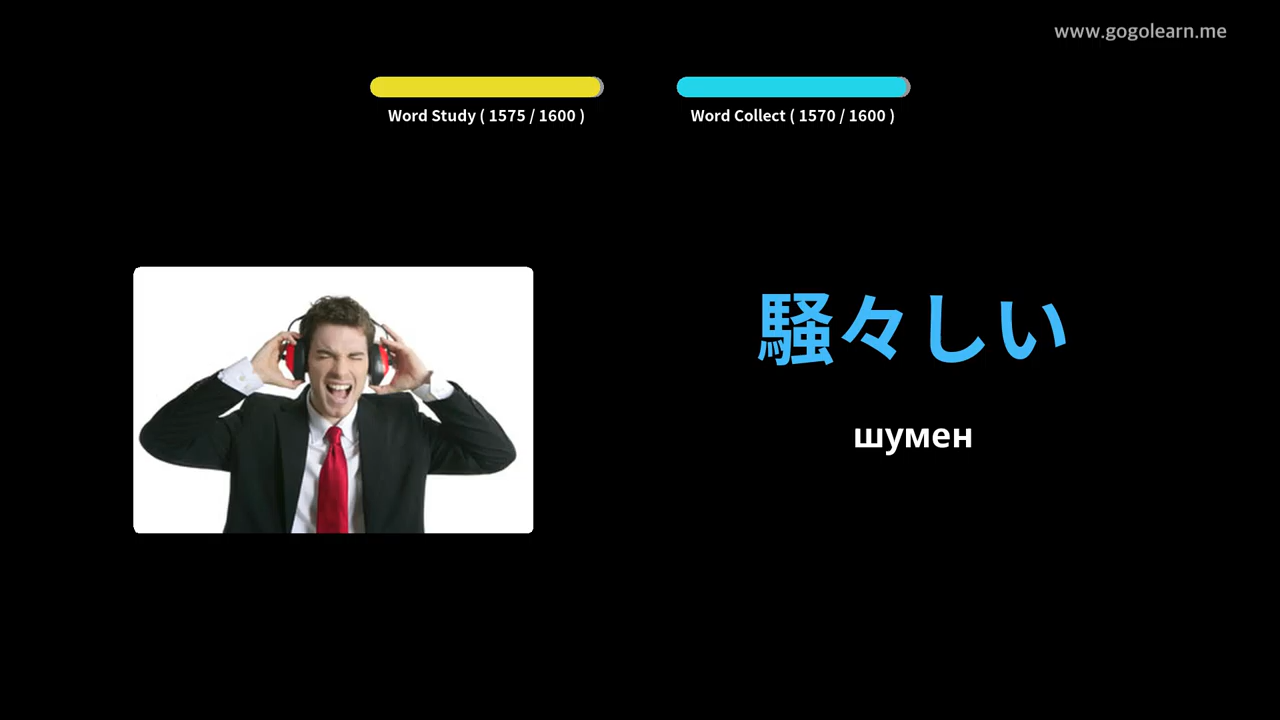 www.gogolearn.me
Word Study ( 1575 / 1600 )
Word Collect ( 1570 / 1600 )
騒々しい
шумен